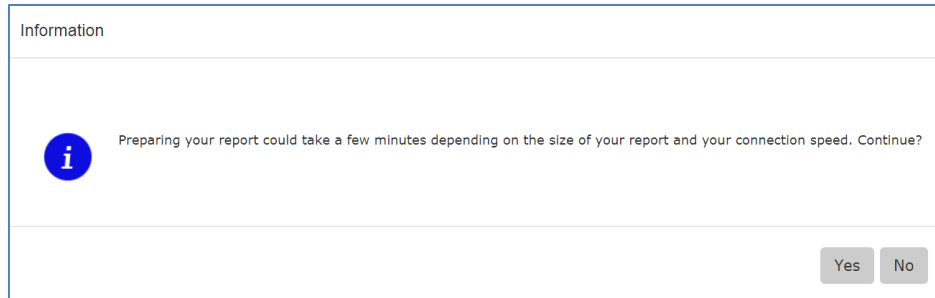 Information
i
Preparing your report could take a few minutes depending on the size of your report and your connection speed. Continue?
Yes No